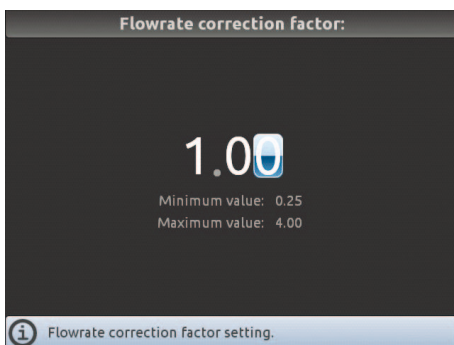 Flowrate correction factor:
1.00
Minimum value: 0.25
Maximum value: 4.00
Flowrate correction factor setting.